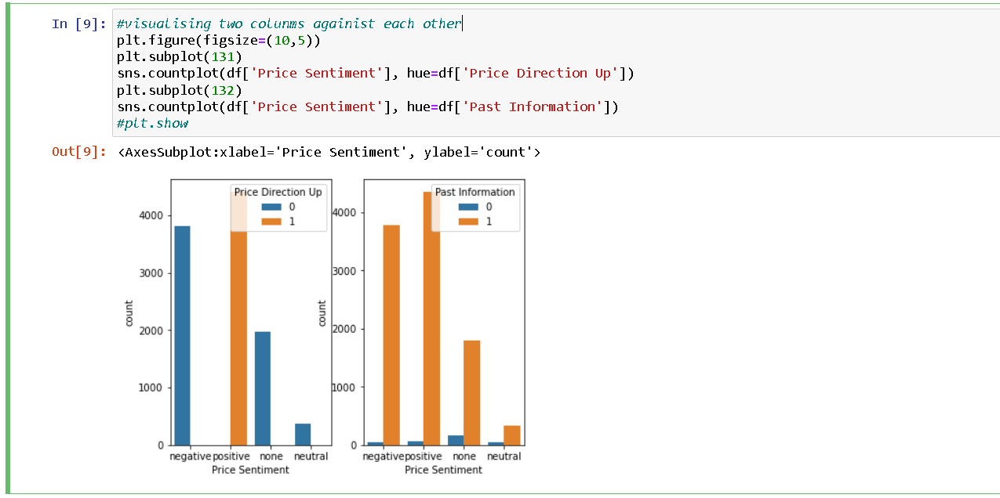 In [9]: #visualising two colunms againist each other
plt.figure(figsize=(10,5))
plt.subplot(131)
sns.countplot(df['Price Sentiment'], hue=df['Price Direction Up'])
plt.subplot(132)
sns.countplot(df['Price Sentiment'], hue=df['Past Information'])
#plt.show
Out[9]: <AxesSubplot:xlabel='Price Sentiment', ylabel='count'>
Price Direction Up
0
1
4000
3000
2000
1000
0
count
negative positive none neutral
Price Sentiment
Past Information
0
1
4000
3000
2000
1000
0
count
negative positive none neutral
Price Sentiment